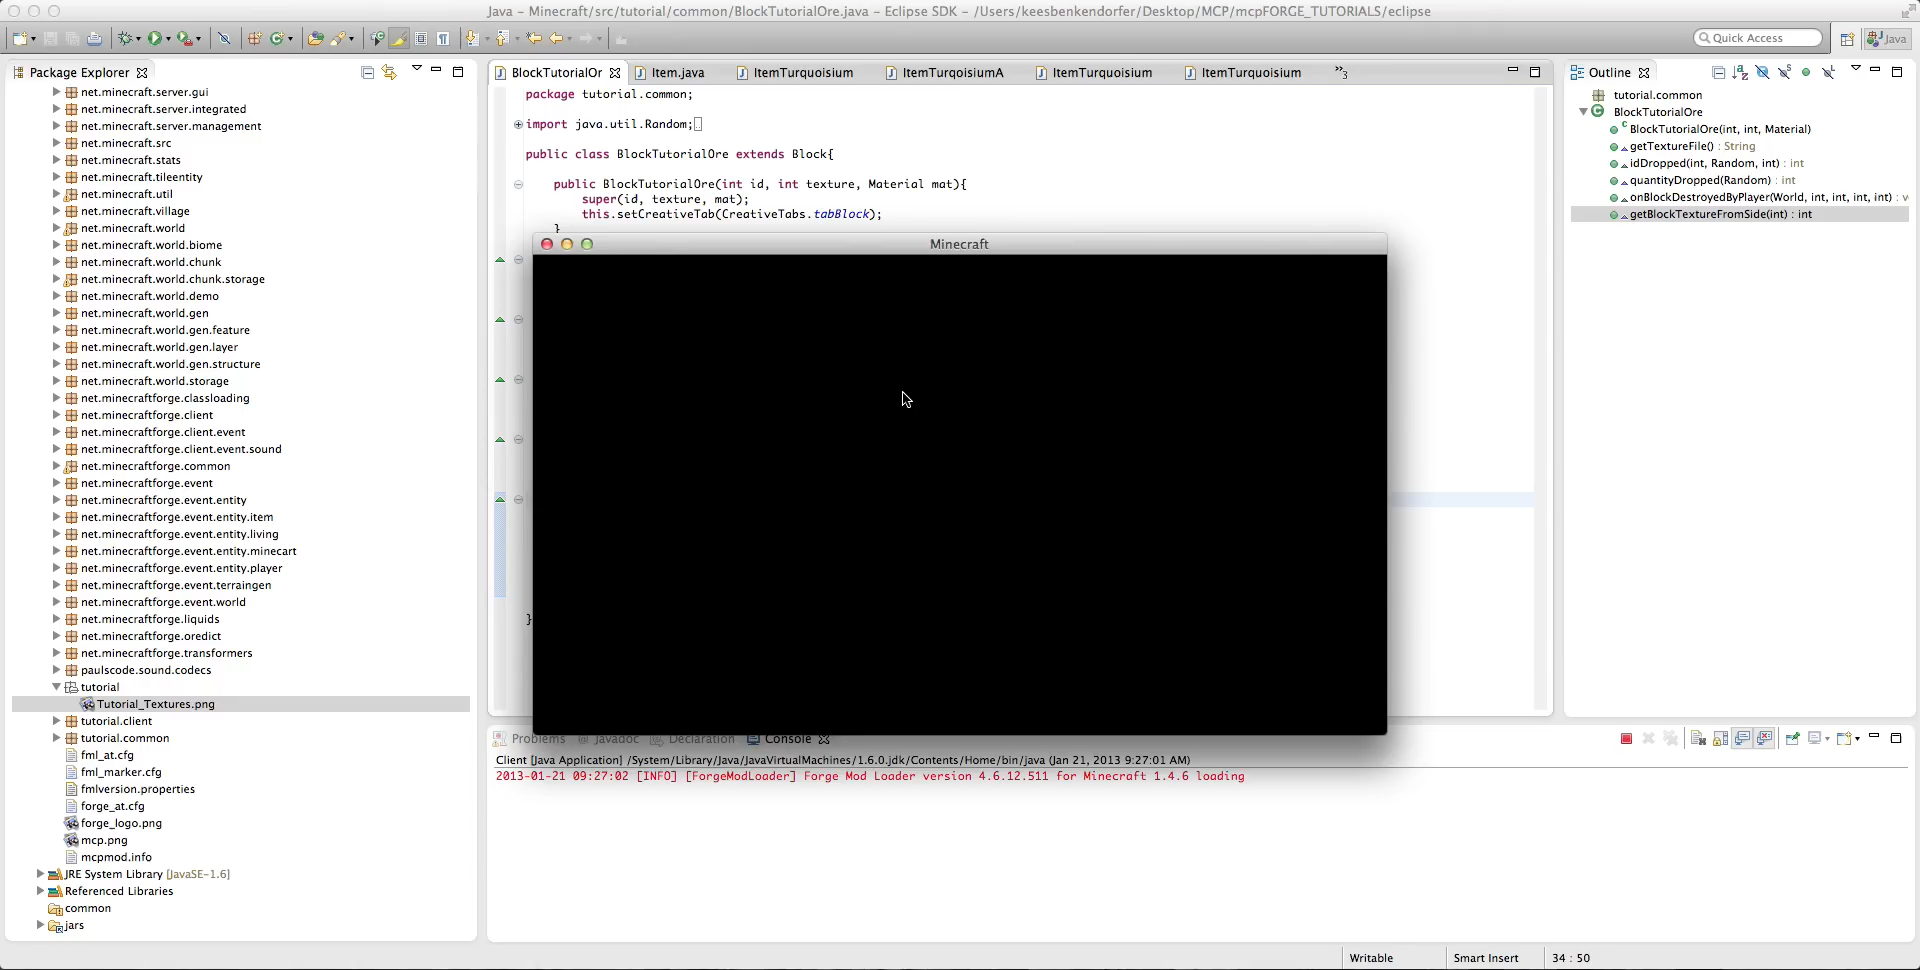 Java – Minecraft/src/tutorial/common/BlockTutorialOre.java – Eclipse SDK – /Users/keesbenkendorfer/Desktop/MCP/mcpFORGE_TUTORIALS/eclipse
Quick Access
Java
Package Explorer
net.minecraft.server.gui
net.minecraft.server.integrated
net.minecraft.server.management
net.minecraft.src
net.minecraft.stats
net.minecraft.tileentity
net.minecraft.util
net.minecraft.village
net.minecraft.world
net.minecraft.world.biome
net.minecraft.world.chunk
net.minecraft.world.chunk.storage
net.minecraft.world.demo
net.minecraft.world.gen
net.minecraft.world.gen.feature
net.minecraft.world.gen.layer
net.minecraft.world.gen.structure
net.minecraft.world.storage
net.minecraftforge.classloading
net.minecraftforge.client
net.minecraftforge.client.event
net.minecraftforge.client.event.sound
net.minecraftforge.common
net.minecraftforge.event
net.minecraftforge.event.entity
net.minecraftforge.event.entity.item
net.minecraftforge.event.entity.living
net.minecraftforge.event.entity.minecart
net.minecraftforge.event.entity.player
net.minecraftforge.event.terraingen
net.minecraftforge.event.world
net.minecraftforge.liquids
net.minecraftforge.oredict
net.minecraftforge.transformers
paulscode.sound.codecs
tutorial
Tutorial_Textures.png
tutorial.client
tutorial.common
fml_at.cfg
fml_marker.cfg
fmlversion.properties
forge_at.cfg
forge_logo.png
mcp.png
mcpmod.info
JRE System Library [JavaSE-1.6]
Referenced Libraries
common
jars
BlockTutorialOr
Item.java
ItemTurquoisium
ItemTurqoisiumA
ItemTurquoisium
ItemTurquoisium
»3
package tutorial.common;
import java.util.Random;
public class BlockTutorialOre extends Block{
public BlockTutorialOre(int id, int texture, Material mat){
super(id, texture, mat);
this.setCreativeTab(CreativeTabs.tabBlock);
}
}
Minecraft
Outline
tutorial.common
BlockTutorialOre
BlockTutorialOre(int, int, Material)
getTextureFile() : String
idDropped(int, Random, int) : int
quantityDropped(Random) : int
onBlockDestroyedByPlayer(World, int, int, int, int) : v
getBlockTextureFromSide(int) : int
Problems
Javadoc
Declaration
Console
Client [Java Application] /System/Library/Java/JavaVirtualMachines/1.6.0.jdk/Contents/Home/bin/java (Jan 21, 2013 9:27:01 AM)
2013-01-21 09:27:02 [INFO] [ForgeModLoader] Forge Mod Loader version 4.6.12.511 for Minecraft 1.4.6 loading
Writable
Smart Insert
34 : 50